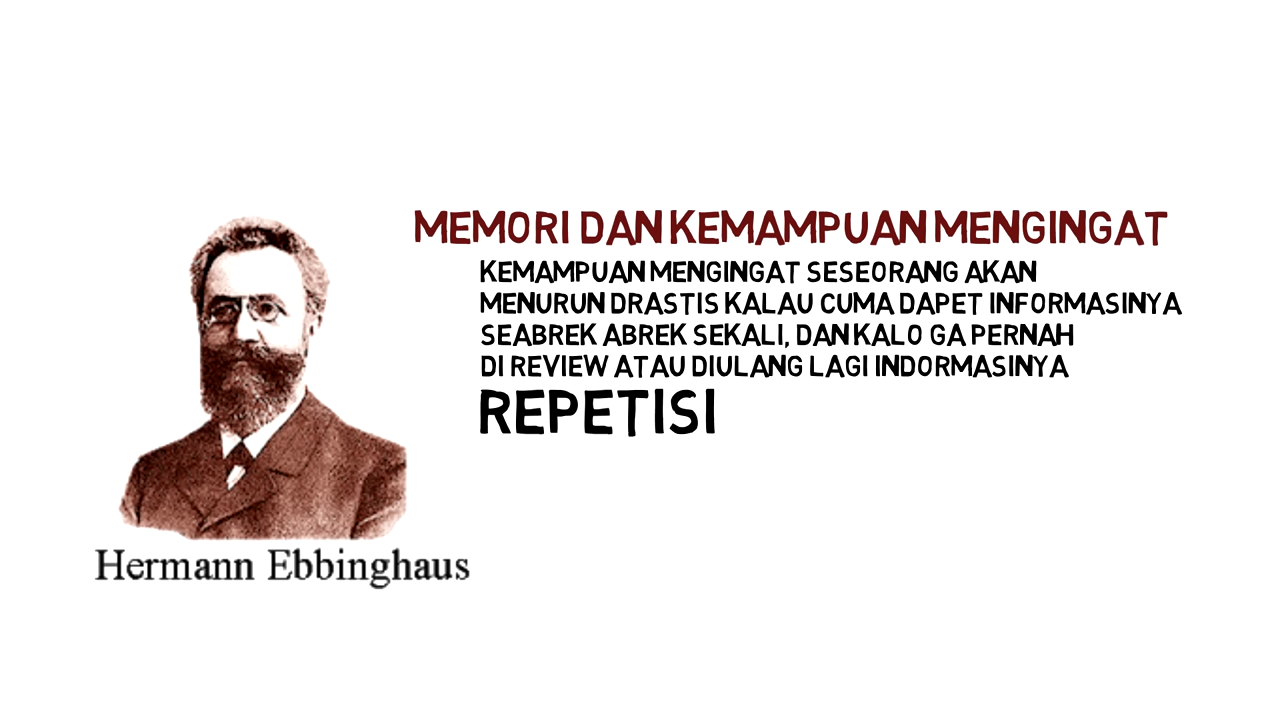 MEMORI DAN KEMAMPUAN MENGINGAT
KEMAMPUAN MENGINGAT SESEORANG AKAN
MENURUN DRASTIS KALAU CUMA DAPET INFORMASINYA
SEABREK ABREK SEKALI, DAN KALO GA PERNAH
DI REVIEW ATAU DIULANG LAGI INDORMASINYA
REPETISI
Hermann Ebbinghaus